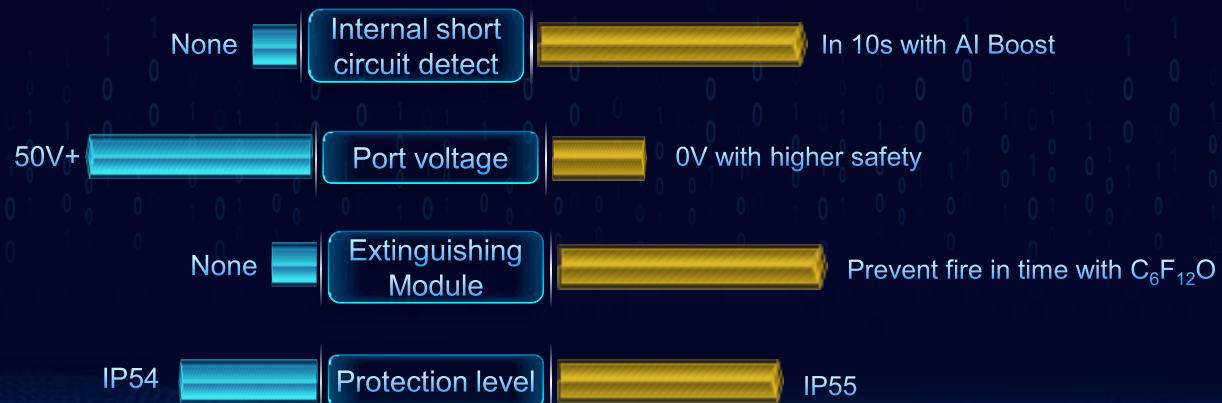 None
Internal short
circuit detect
In 10s with AI Boost
50V+
Port voltage
0V with higher safety
None
Extinguishing
Module
Prevent fire in time with C₆F₁₂O
IP54
Protection level
IP55